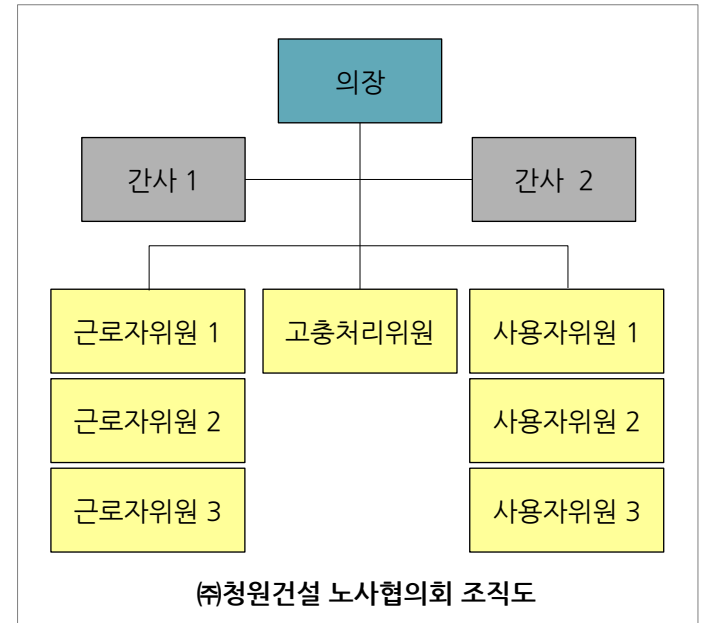 의장
간사 1
간사 2
근로자위원 1
고충처리위원
사용자위원 1
근로자위원 2
사용자위원 2
근로자위원 3
사용자위원 3
㈜청원건설 노사협의회 조직도